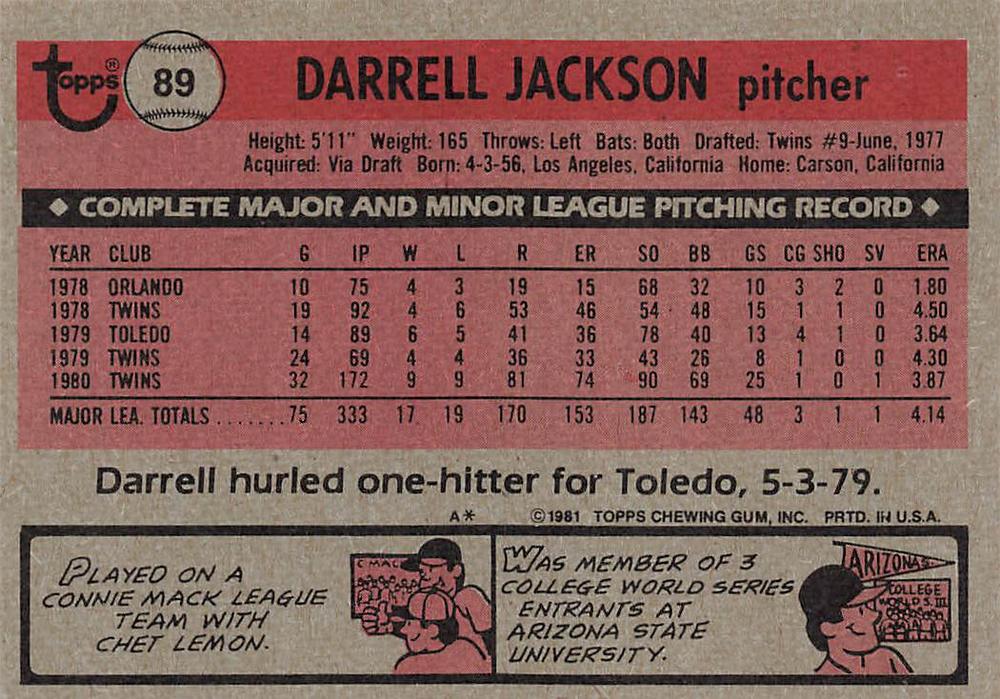 topps® 89 DARRELL JACKSON pitcher
Height: 5'11" Weight: 165 Throws: Left Bats: Both Drafted: Twins #9-June, 1977
Acquired: Via Draft Born: 4-3-56, Los Angeles, California Home: Carson, California
◆ COMPLETE MAJOR AND MINOR LEAGUE PITCHING RECORD ◆
YEAR CLUB G IP W L R ER SO BB GS CG SHO SV ERA
1978 ORLANDO 10 75 4 3 19 15 68 32 10 3 2 0 1.80
1978 TWINS 19 92 4 6 53 46 54 48 15 1 1 0 4.50
1979 TOLEDO 14 89 6 5 41 36 78 40 13 4 1 0 3.64
1979 TWINS 24 69 4 4 36 33 43 26 8 1 0 0 4.30
1980 TWINS 32 172 9 9 81 74 90 69 25 1 0 1 3.87
MAJOR LEA. TOTALS .......75 333 17 19 170 153 187 143 48 3 1 1 4.14
Darrell hurled one-hitter for Toledo, 5-3-79.
A* ©1981 TOPPS CHEWING GUM, INC. PRTD. IN U.S.A.
PLAYED ON A
CONNIE MACK LEAGUE
TEAM WITH
CHET LEMON.
C MAC
WAS MEMBER OF 3
COLLEGE WORLD SERIES
ENTRANTS AT
ARIZONA STATE
UNIVERSITY.
ARIZONA S
COLLEGE
WORLD S. III